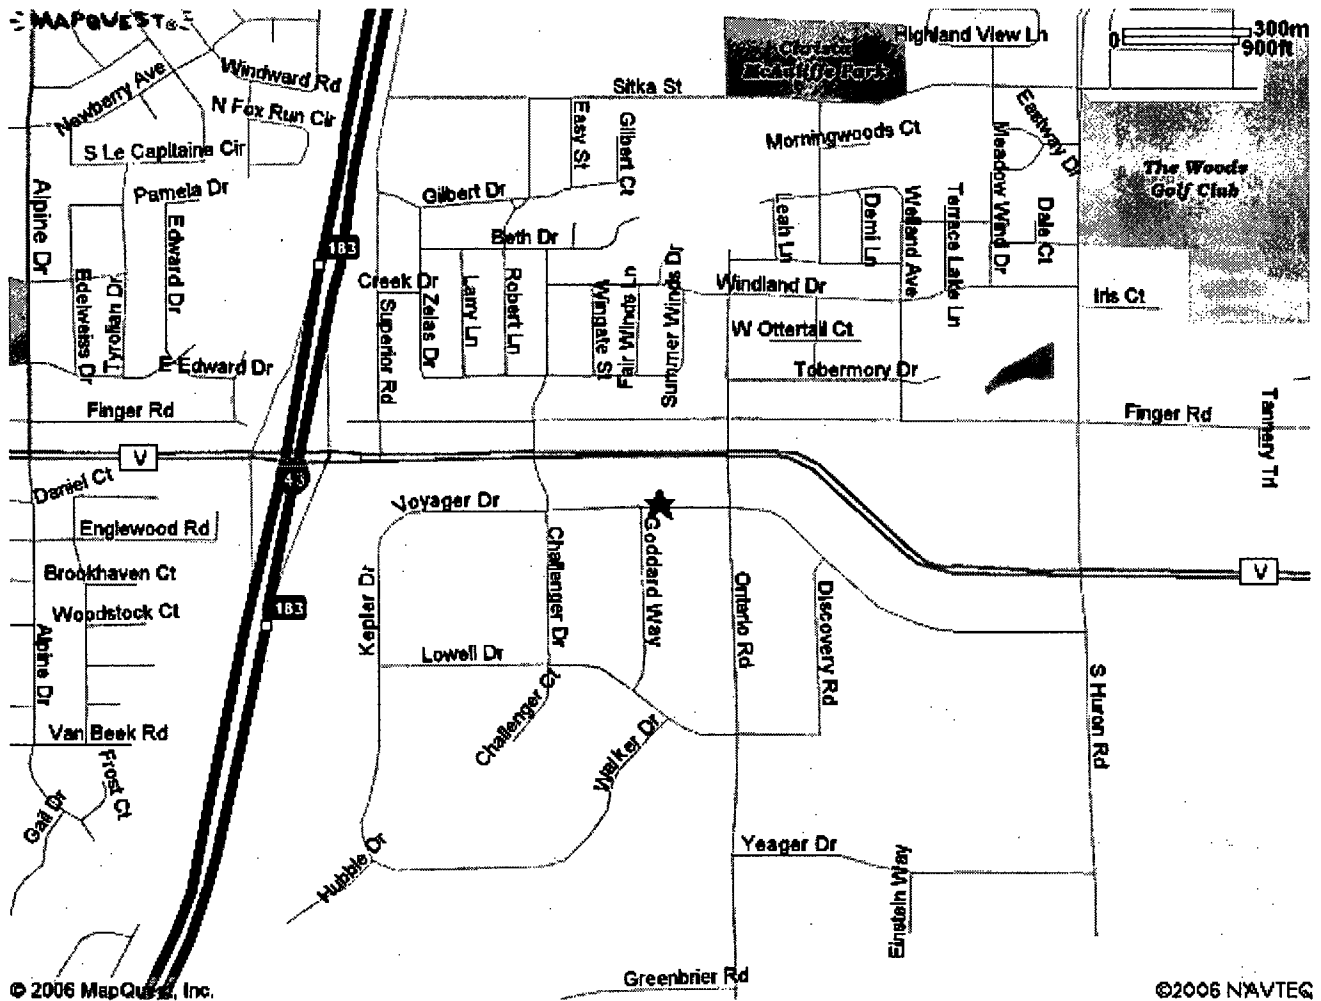 MAPQUEST®
Highland View Ln
0
300m
900ft
Christa
McAuliffe Park
Windward Rd
Newberry Ave
Sitka St
N Fox Run Cir
Easy St
Gilbert Ct
Eastway Dr
Morningwoods Ct
S Le Capitaine Cir
Meadow Wind Dr
The Woods
Golf Club
Alpine Dr
Pamela Dr
Gilbert Dr
Edward Dr
Leah Ln
Demi Ln
Welland Ave
Terrace Lake Ln
Dale Ct
183
Beth Dr
Creek Dr
Edelweiss Dr
Tyrolian Dr
Superior Rd
Zelas Dr
Larry Ln
Robert Ln
Wingate St
Fairwinds Ln
Summer Winds Dr
Windland Dr
Iris Ct
W Ottertail Ct
E Edward Dr
Tobermory Dr
Finger Rd
Finger Rd
Tannery Trl
V
43
Daniel Ct
Voyager Dr
Englewood Rd
Challenger Dr
Goddard Way
Brookhaven Ct
V
Kepler Dr
Ontario Rd
Discovery Rd
183
Woodstock Ct
Alpine Dr
Lowell Dr
Challenger Ct
S Huron Rd
Van Beek Rd
Walker Dr
Frost Ct
Gail Dr
Hubble Dr
Yeager Dr
Einstein Way
Greenbrier Rd
© 2006 MapQuest, Inc.
©2006 NAVTEQ